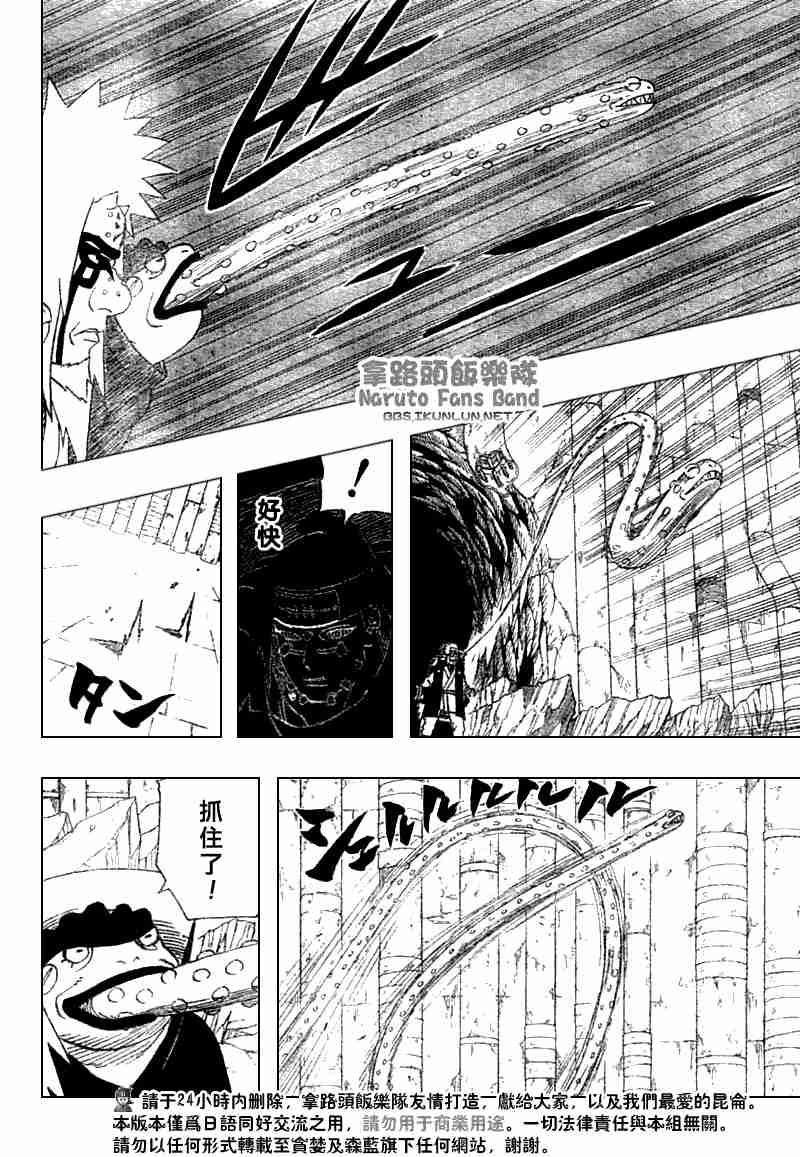 ユー
拿路頭飯樂隊
Naruto Fans Band
BBS.IKUNLUN.NET
！
好快
タン
シュルルルルル
抓住了！
請于24小時内刪除，拿路頭飯樂隊友情打造，獻給大家，以及我們最愛的昆侖。
本版本僅爲日語同好交流之用，請勿用于商業用途。一切法律責任與本組無關。
請勿以任何形式轉載至貪婪及森藍旗下任何網站，謝謝。